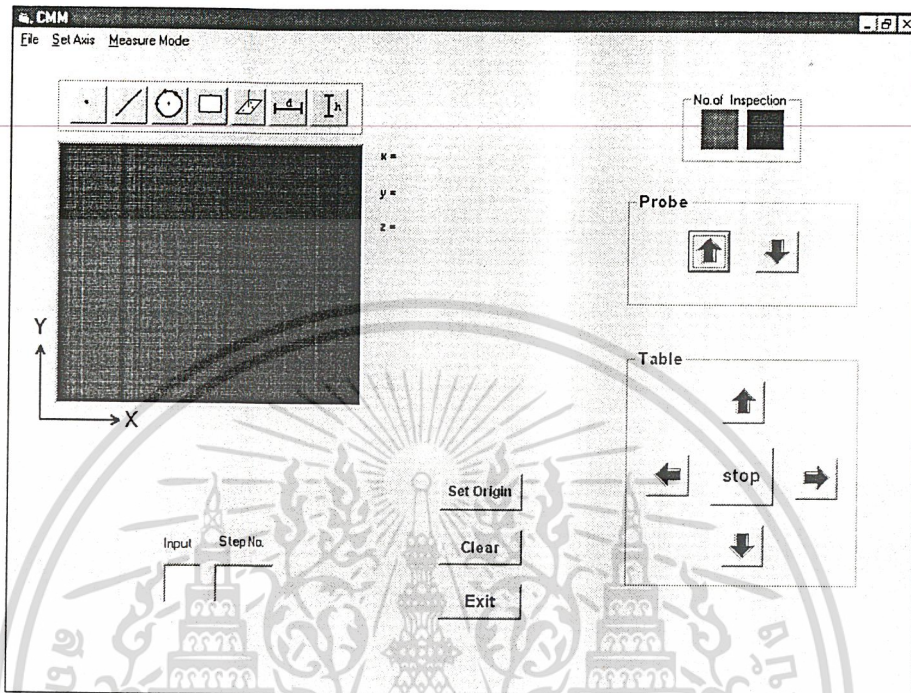 CMM
File Set Axis Measure Mode
d
h
No. of Inspection
x =
y =
z =
Probe
Y
X
Table
stop
Set Origin
Input Step No.
Clear
Exit